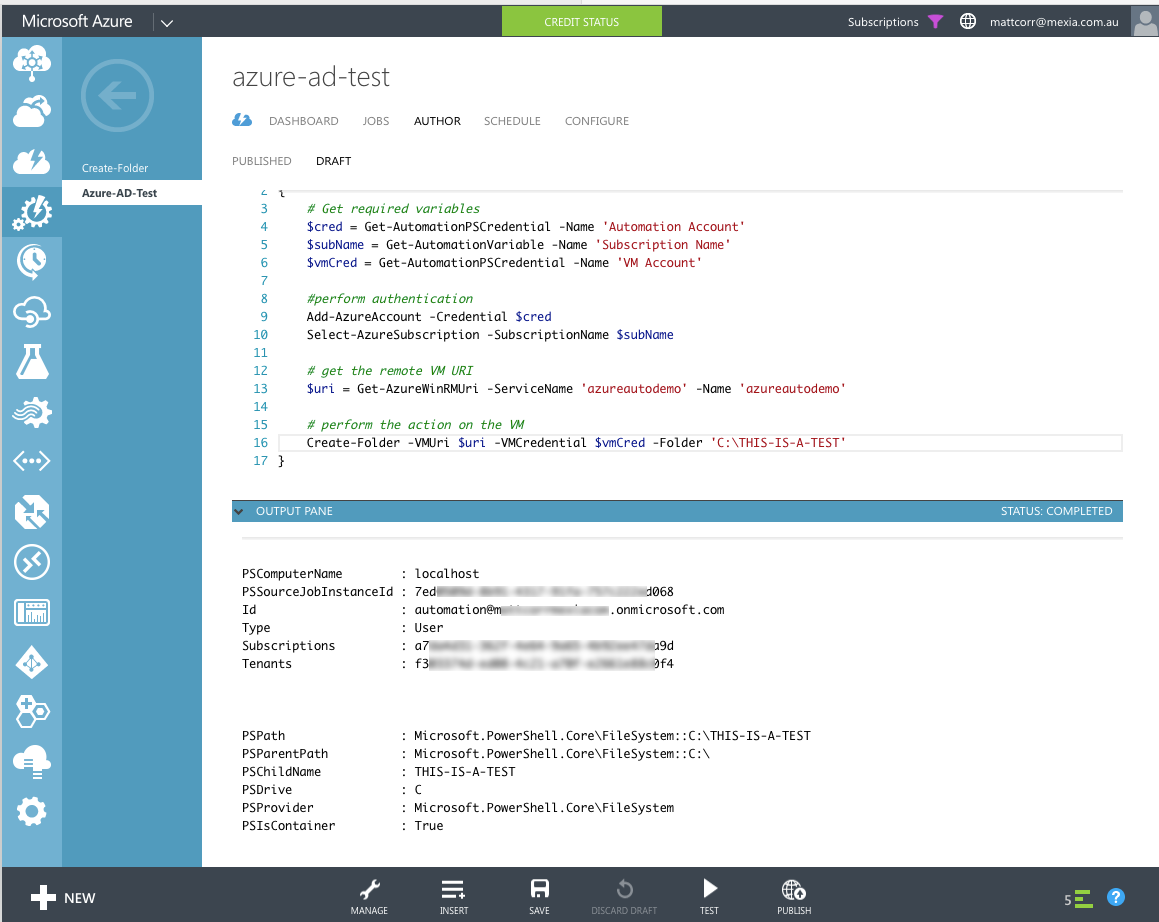 Microsoft Azure
CREDIT STATUS
Subscriptions
mattcorr@mexia.com.au
Create-Folder
Azure-AD-Test
azure-ad-test
DASHBOARD JOBS AUTHOR SCHEDULE CONFIGURE
PUBLISHED DRAFT
2 {
3 # Get required variables
4 $cred = Get-AutomationPSCredential -Name 'Automation Account'
5 $subName = Get-AutomationVariable -Name 'Subscription Name'
6 $vmCred = Get-AutomationPSCredential -Name 'VM Account'
7
8 #perform authentication
9 Add-AzureAccount -Credential $cred
10 Select-AzureSubscription -SubscriptionName $subName
11
12 # get the remote VM URI
13 $uri = Get-AzureWinRMUri -ServiceName 'azureautodemo' -Name 'azureautodemo'
14
15 # perform the action on the VM
16 Create-Folder -VMUri $uri -VMCredential $vmCred -Folder 'C:\THIS-IS-A-TEST'
17 }
OUTPUT PANE STATUS: COMPLETED
PSComputerName : localhost
PSSourceJobInstanceId : 7ed d068
Id : automation@m .onmicrosoft.com
Type : User
Subscriptions : a7 a9d
Tenants : f3 0f4
PSPath : Microsoft.PowerShell.Core\FileSystem::C:\THIS-IS-A-TEST
PSParentPath : Microsoft.PowerShell.Core\FileSystem::C:\
PSChildName : THIS-IS-A-TEST
PSDrive : C
PSProvider : Microsoft.PowerShell.Core\FileSystem
PSIsContainer : True
NEW
MANAGE INSERT SAVE DISCARD DRAFT TEST PUBLISH
5
?